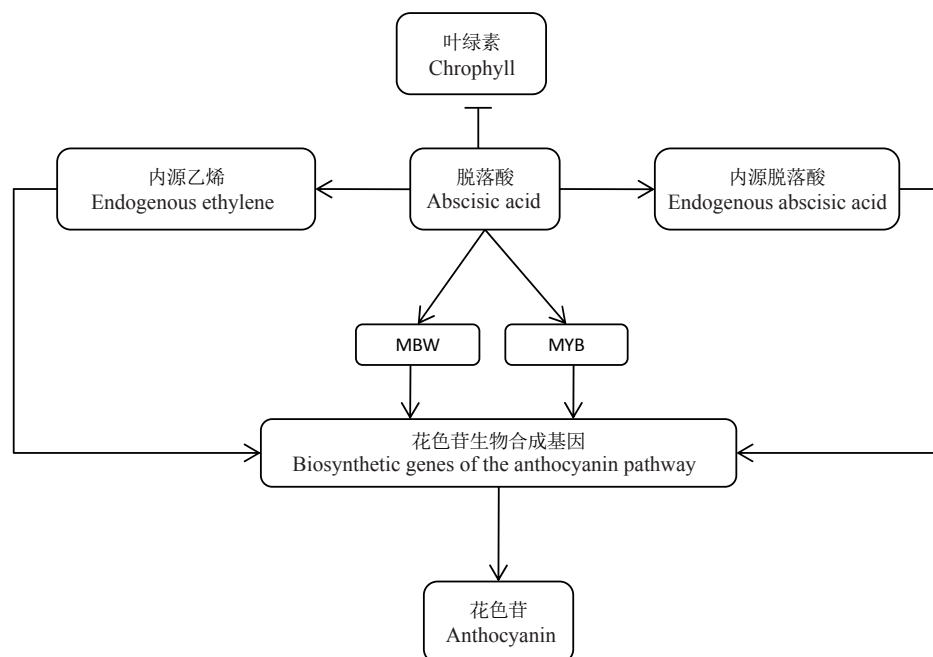 叶绿素
Chrophyll
内源乙烯
Endogenous ethylene
脱落酸
Abscisic acid
内源脱落酸
Endogenous abscisic acid
MBW
MYB
花色苷生物合成基因
Biosynthetic genes of the anthocyanin pathway
花色苷
Anthocyanin